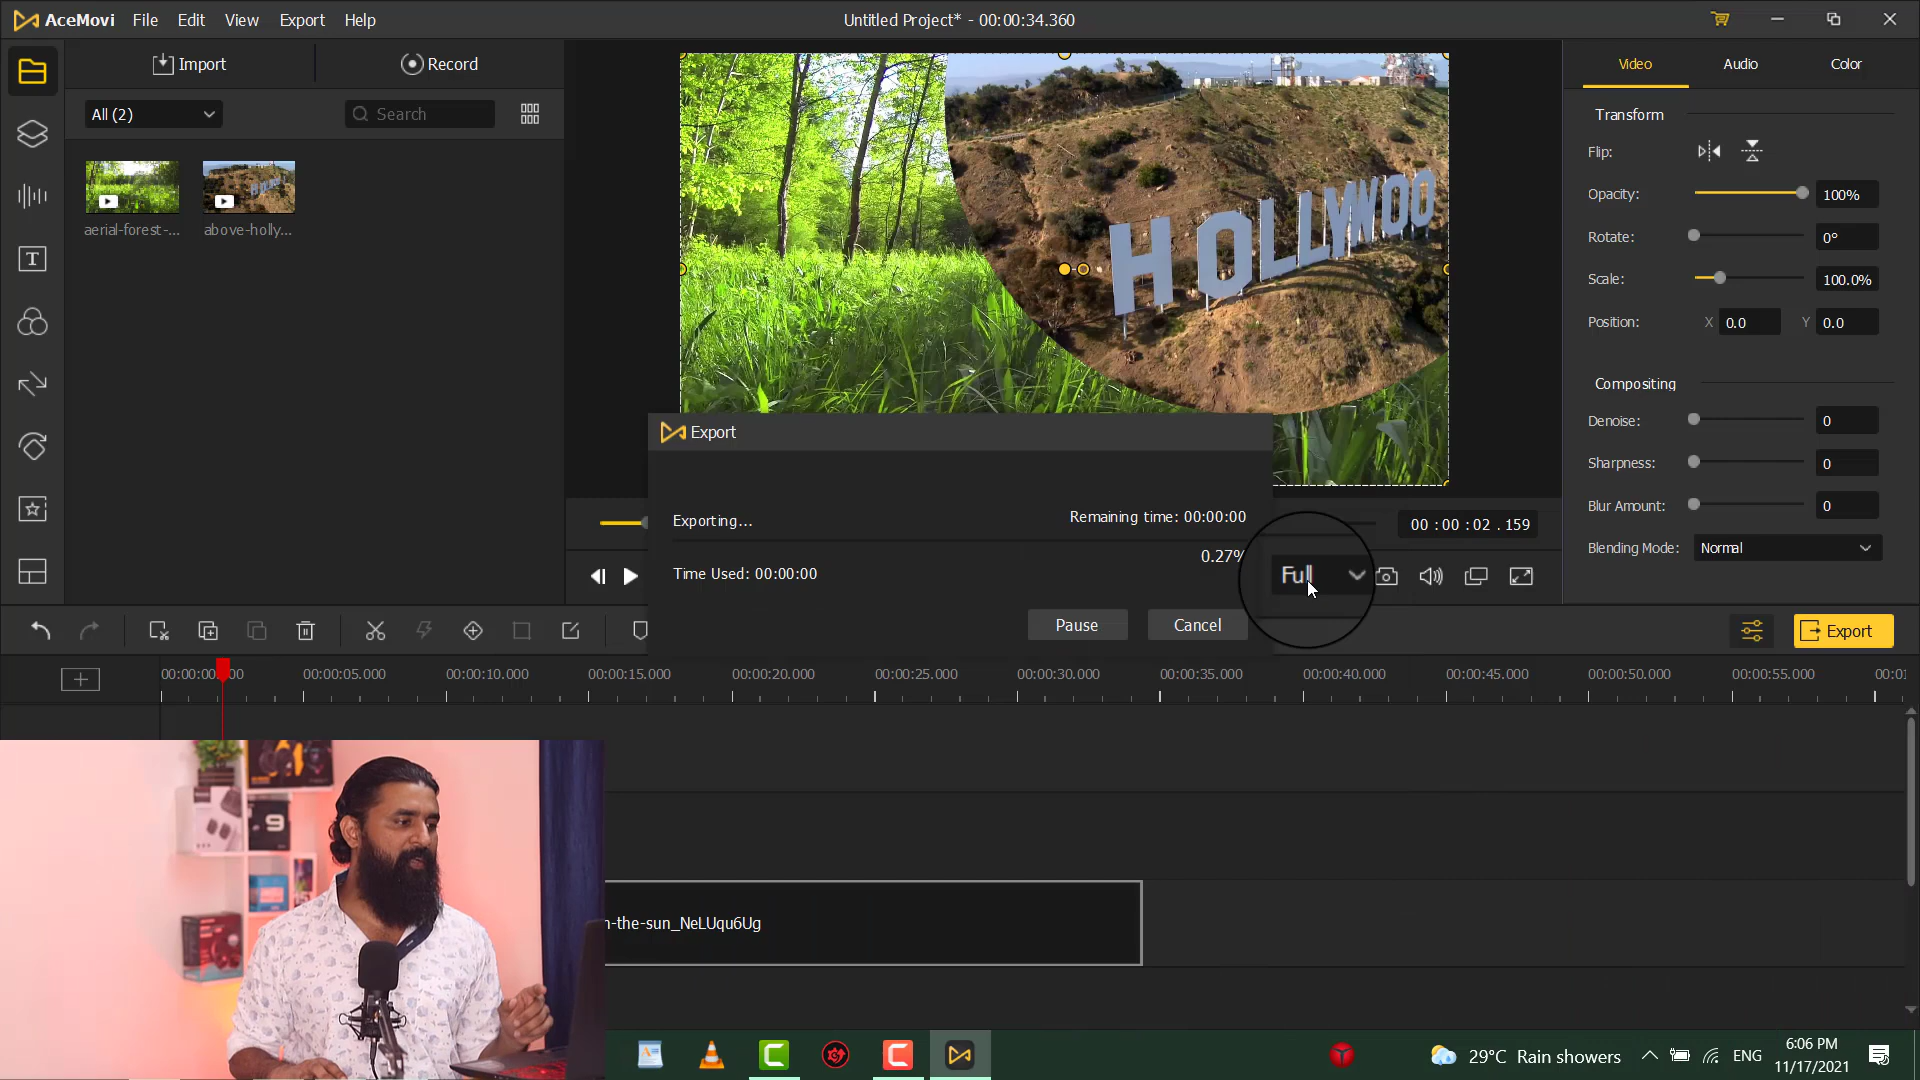 AceMovi File Edit View Export Help
Untitled Project* - 00:00:34.360
Import
Record
All (2)
Search
aerial-forest-...
above-holly...
HOLLYWOO
Video
Audio
Color
Transform
Flip:
Opacity:
100%
Rotate:
0°
Scale:
100.0%
Position:
X 0.0
Y 0.0
Compositing
Denoise:
0
Sharpness:
0
Blur Amount:
0
Blending Mode:
Normal
Export
Exporting...
Remaining time: 00:00:00
0.27%
Time Used: 00:00:00
Pause
Cancel
00 : 00 : 02 . 159
Full
Export
00:00:05.000
00:00:10.000
00:00:15.000
00:00:20.000
00:00:25.000
00:00:30.000
00:00:35.000
00:00:40.000
00:00:45.000
00:00:50.000
00:00:55.000
n-the-sun_NeLUqu6Ug
9
29°C Rain showers
ENG
6:06 PM
11/17/2021